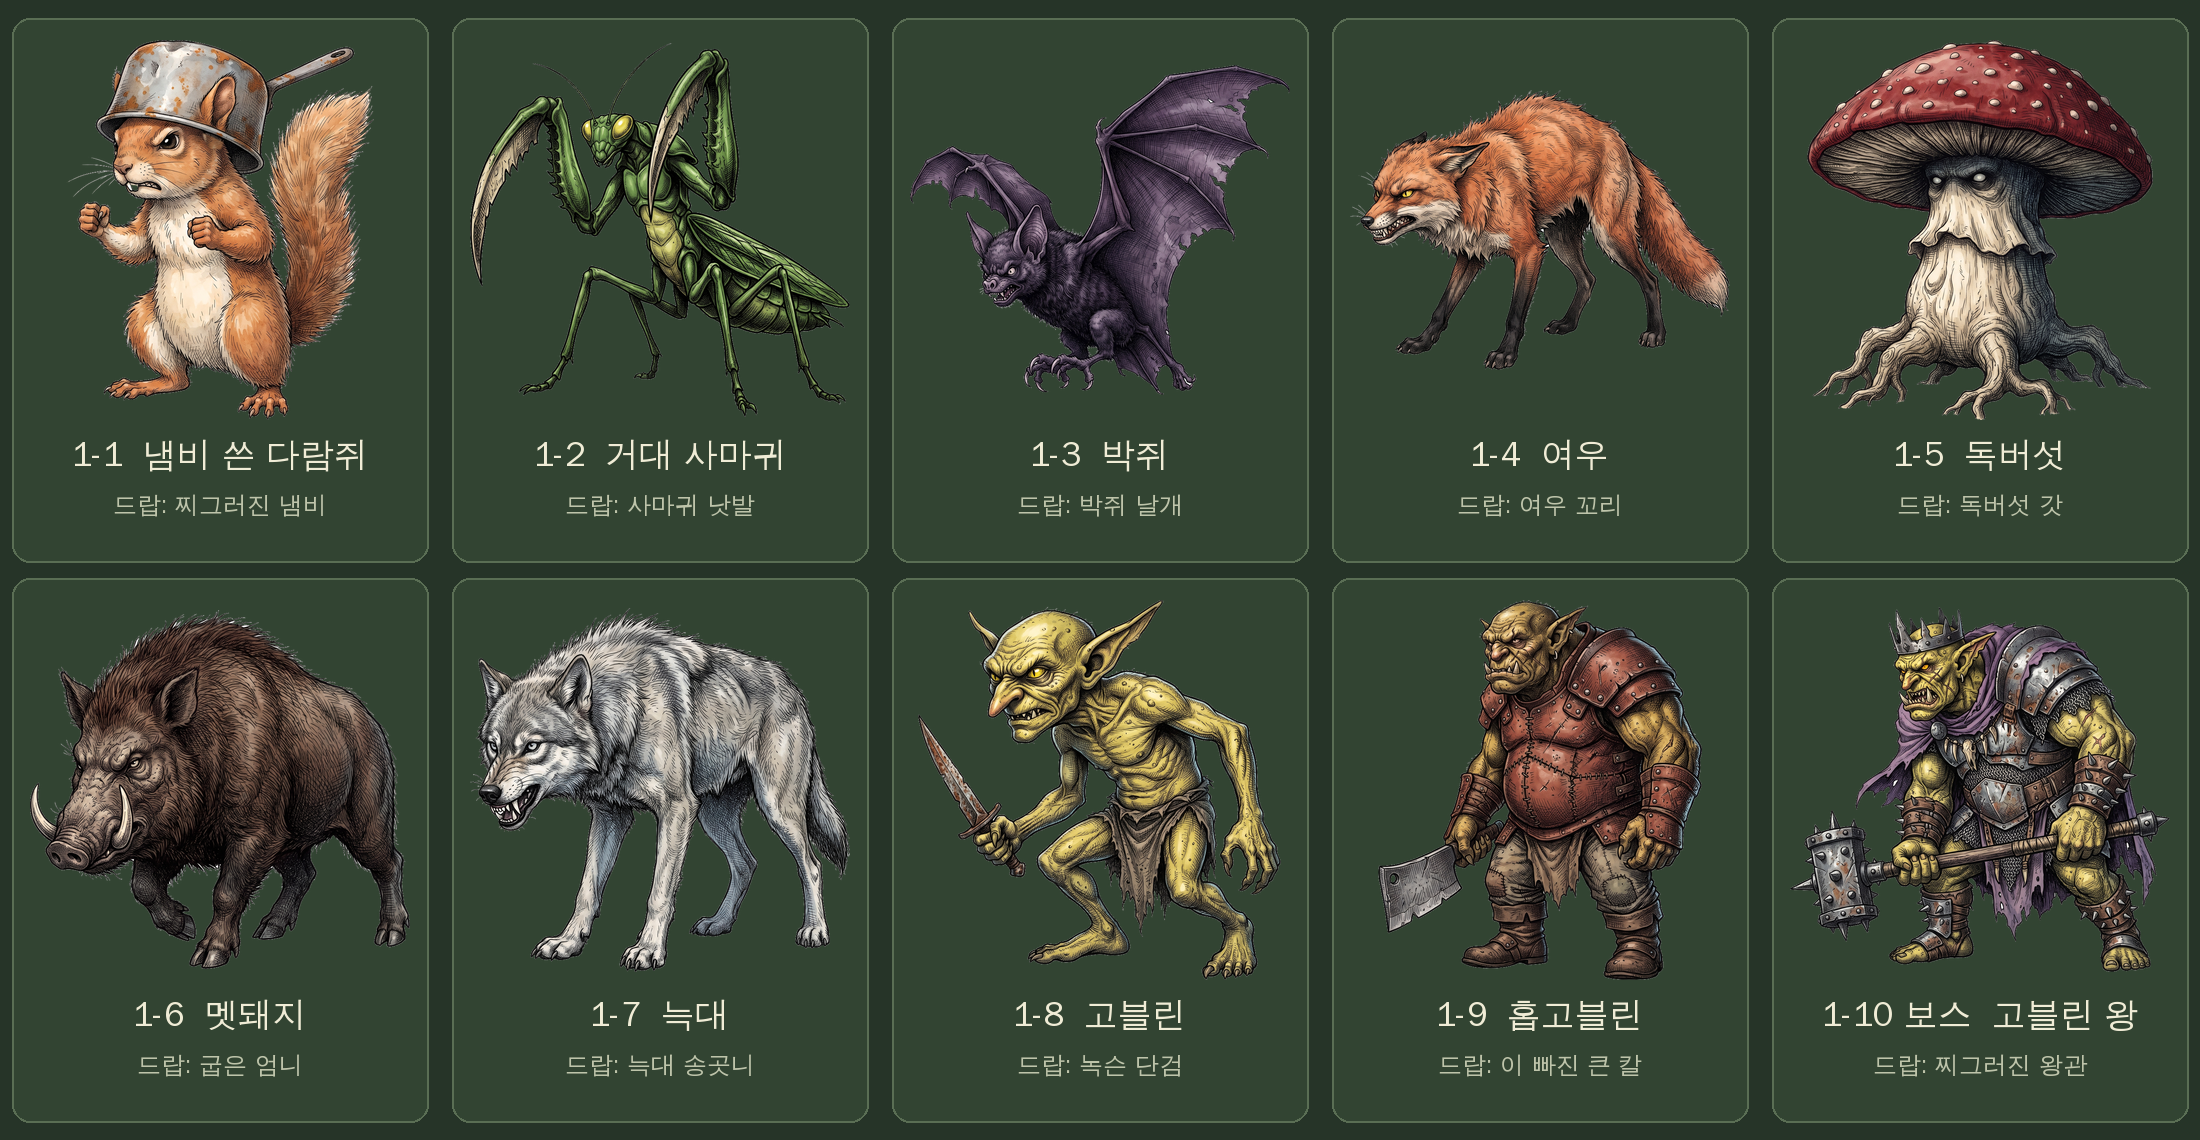 1-1 냄비 쓴 다람쥐
드랍: 찌그러진 냄비
1-2 거대 사마귀
드랍: 사마귀 낫발
1-3 박쥐
드랍: 박쥐 날개
1-4 여우
드랍: 여우 꼬리
1-5 독버섯
드랍: 독버섯 갓
1-6 멧돼지
드랍: 굽은 엄니
1-7 늑대
드랍: 늑대 송곳니
1-8 고블린
드랍: 녹슨 단검
1-9 홉고블린
드랍: 이 빠진 큰 칼
1-10 보스 고블린 왕
드랍: 찌그러진 왕관